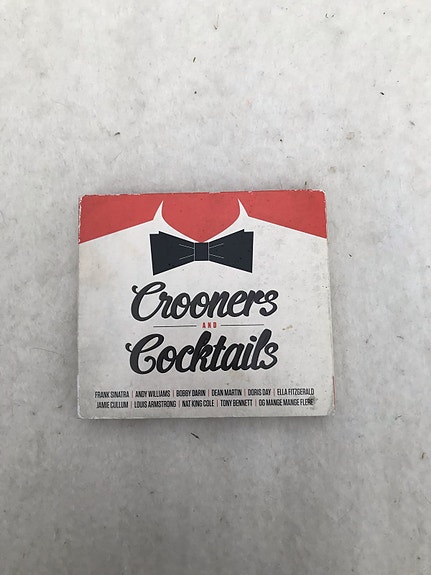 Crooners
AND
Cocktails
FRANK SINATRA | ANDY WILLIAMS | BOBBY DARIN | DEAN MARTIN | DORIS DAY | ELLA FITZGERALD
JAMIE CULLUM | LOUIS ARMSTRONG | NAT KING COLE | TONY BENNETT | OG MANGE MANGE FLERE